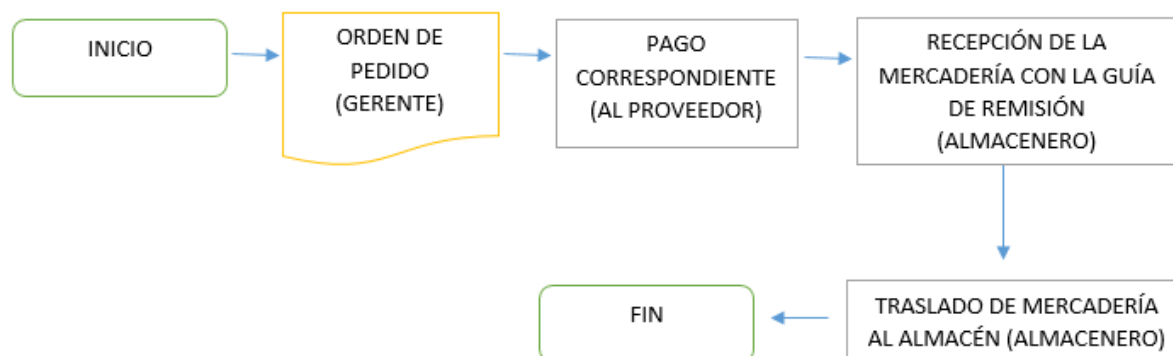 INICIO
ORDEN DE
PEDIDO
(GERENTE)
PAGO
CORRESPONDIENTE
(AL PROVEEDOR)
RECEPCIÓN DE LA
MERCADERÍA CON LA GUÍA
DE REMISIÓN
(ALMACENERO)
TRASLADO DE MERCADERÍA
AL ALMACÉN (ALMACENERO)
FIN